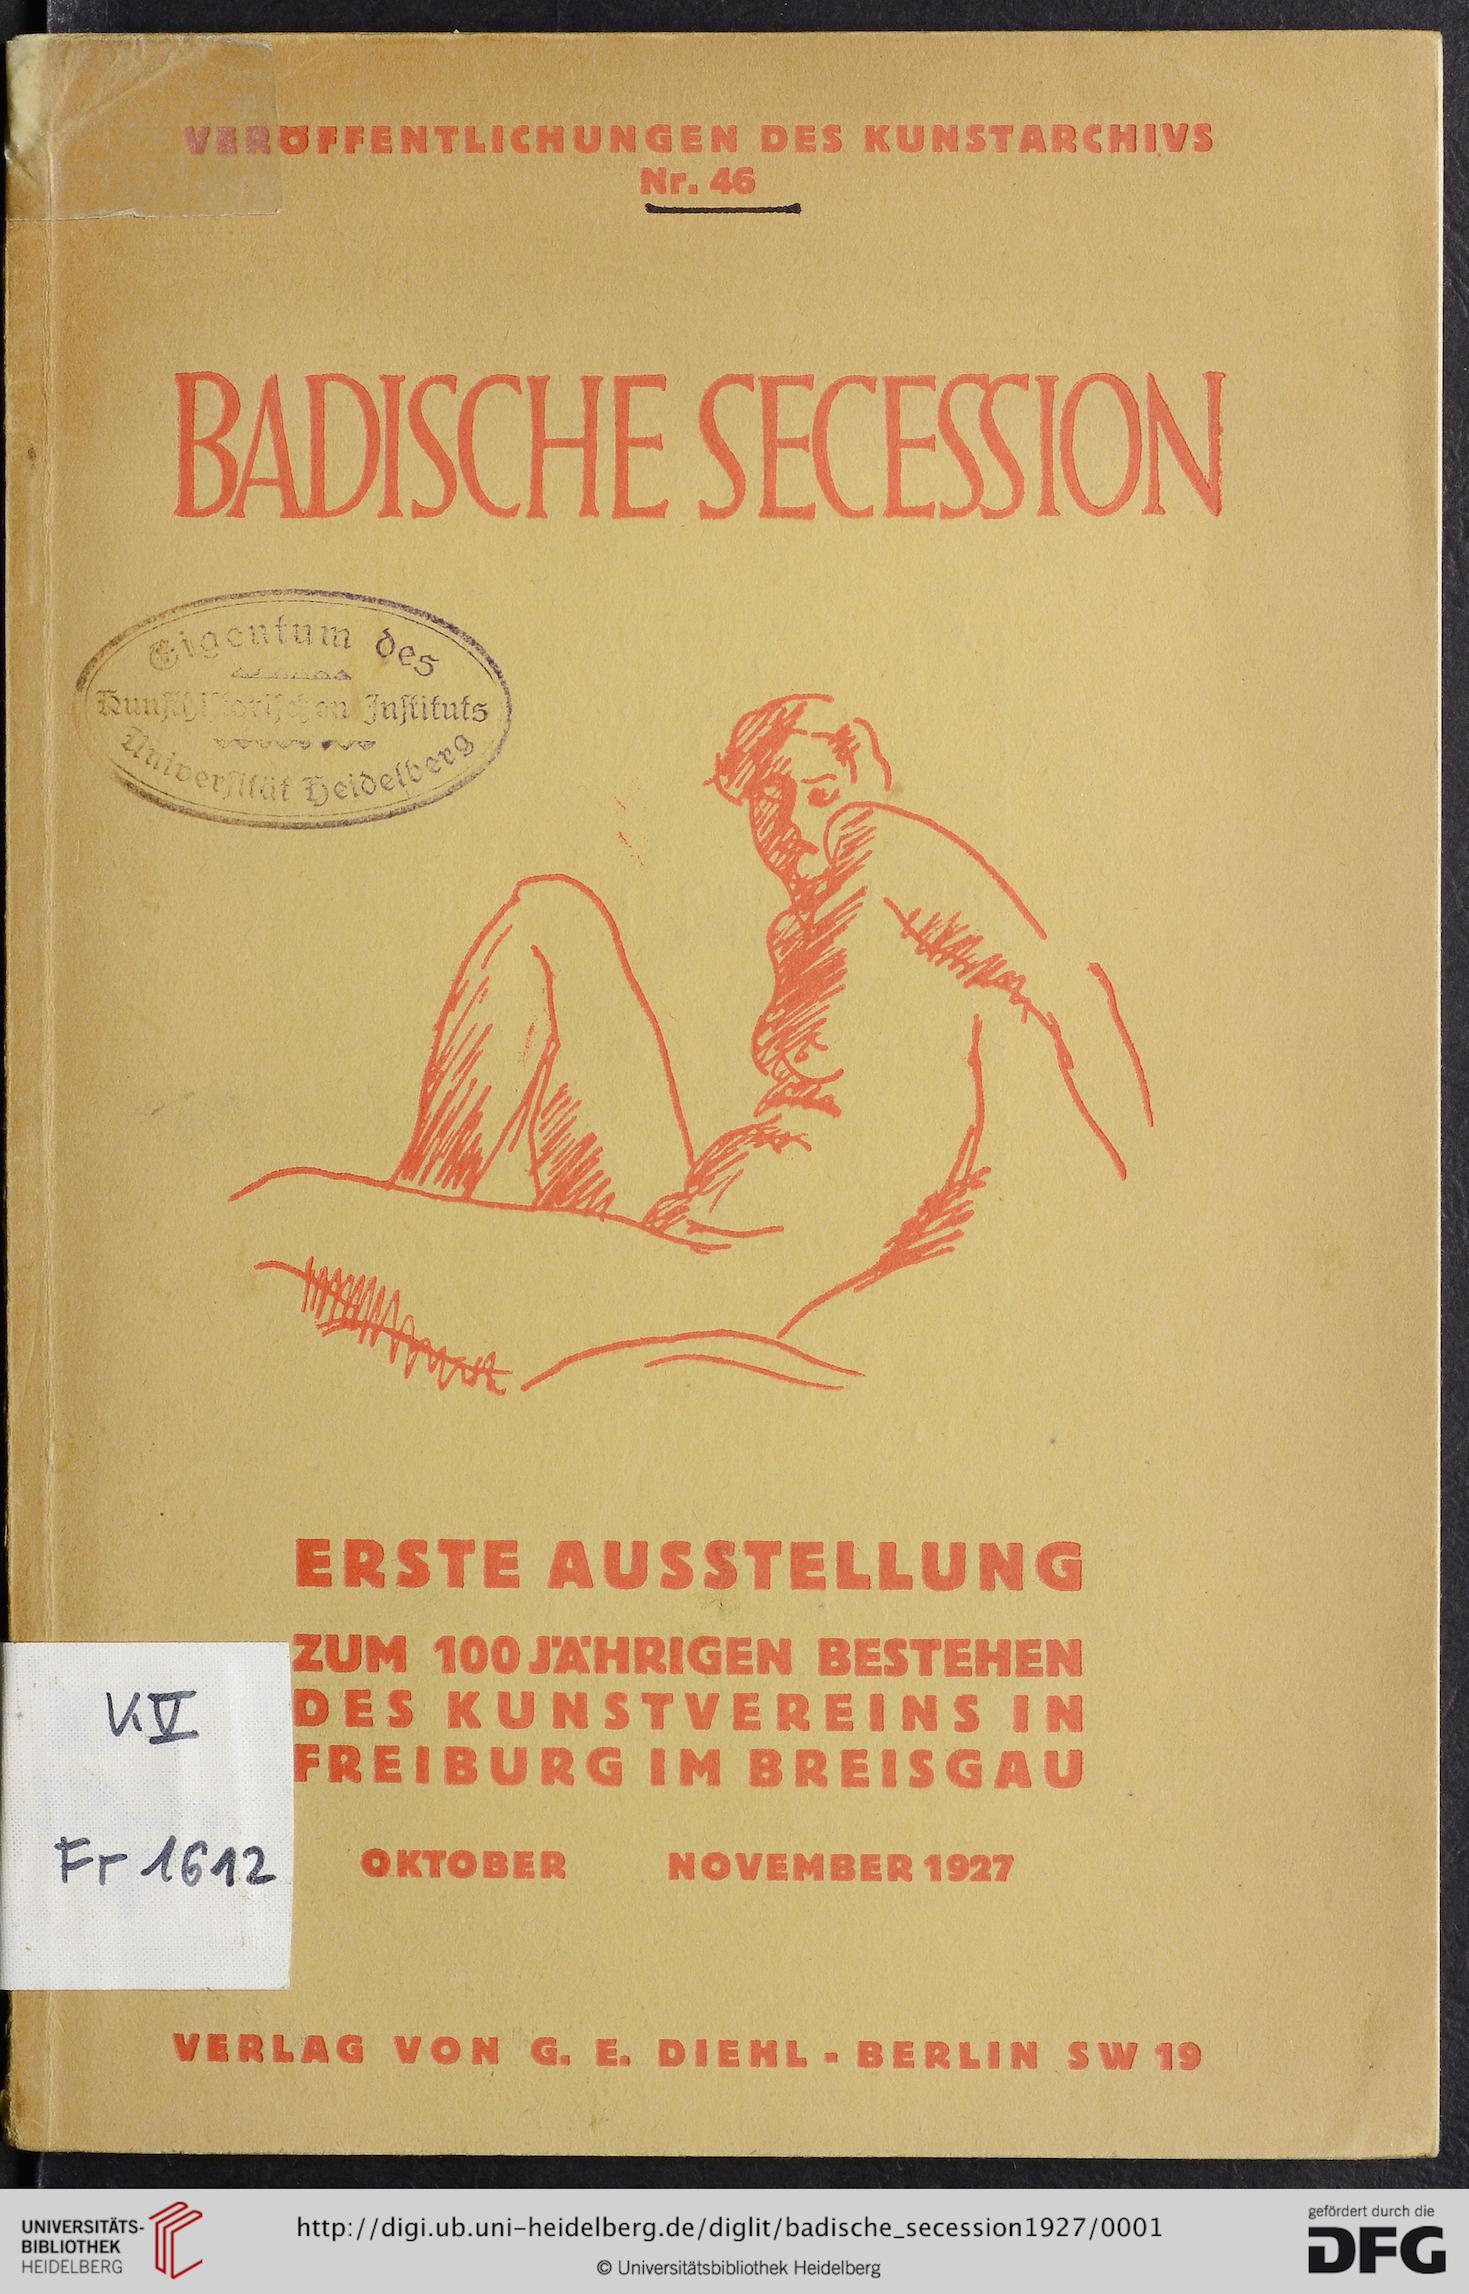 VERÖFFENTLICHUNGEN DES KUNSTARCHIVS
Nr. 46
BADISCHE SECESSION
Eigentum des
Kunsthistorischen Instituts
Universität Heidelberg
ERSTE AUSSTELLUNG
ZUM 100 JÄHRIGEN BESTEHEN
DES KUNSTVEREINS IN
FREIBURG IM BREISGAU
V.V
Fr 1612
OKTOBER NOVEMBER 1927
VERLAG VON G. E. DIEHL - BERLIN SW 19
UNIVERSITÄTS-
BIBLIOTHEK
HEIDELBERG
http://digi.ub.uni-heidelberg.de/diglit/badische_secession1927/0001
© Universitätsbibliothek Heidelberg
gefördert durch die
DFG